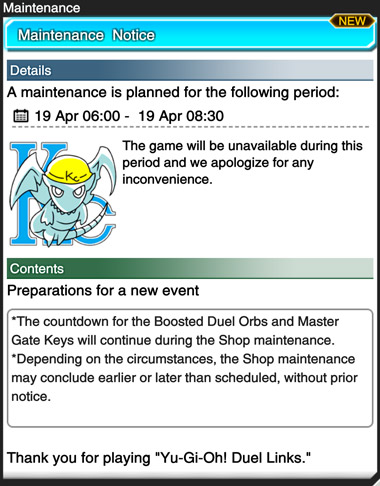 Maintenance
NEW
Maintenance Notice
Details
A maintenance is planned for the following period:
19 Apr 06:00 - 19 Apr 08:30
The game will be unavailable during this
period and we apologize for any
inconvenience.
Kc
KC
Contents
Preparations for a new event
*The countdown for the Boosted Duel Orbs and Master
Gate Keys will continue during the Shop maintenance.
*Depending on the circumstances, the Shop maintenance
may conclude earlier or later than scheduled, without prior
notice.
Thank you for playing "Yu-Gi-Oh! Duel Links."